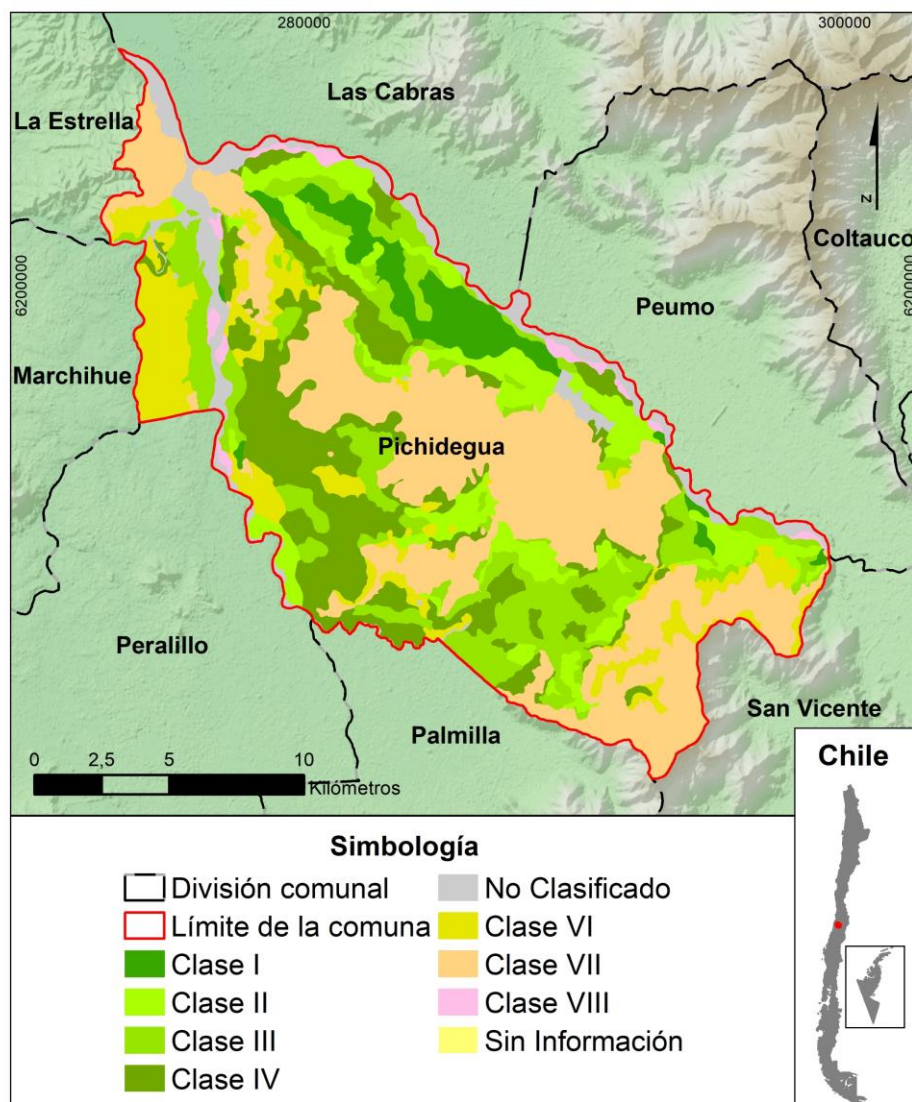 280000
300000
Las Cabras
La Estrella
Coltauco
N
6200000
6200000
Peumo
Marchihue
Pichidegua
Peralillo
San Vicente
Palmilla
0 2,5 5 10
Kilómetros
Chile
Simbología
División comunal
No Clasificado
Límite de la comuna
Clase VI
Clase I
Clase VII
Clase II
Clase VIII
Clase III
Sin Información
Clase IV